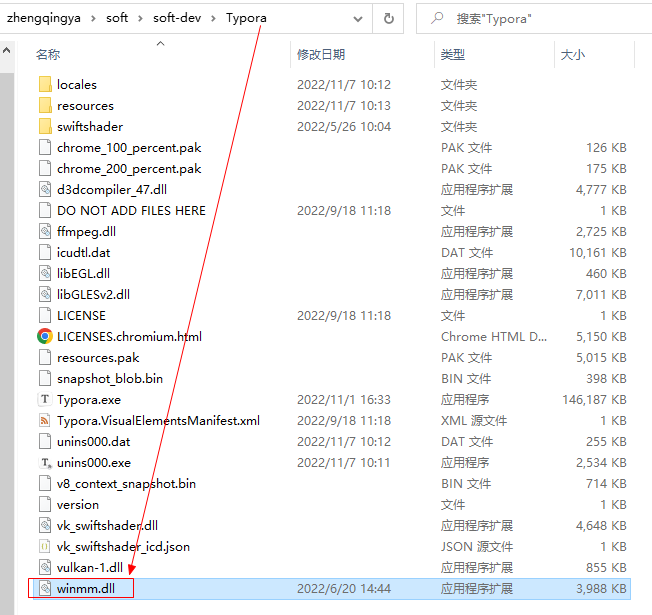 zhengqingya > soft > soft-dev > Typora 搜索"Typora"
名称 修改日期 类型 大小
locales 2022/11/7 10:12 文件夹
resources 2022/11/7 10:13 文件夹
swiftshader 2022/5/26 10:04 文件夹
chrome_100_percent.pak PAK 文件 126 KB
chrome_200_percent.pak PAK 文件 175 KB
d3dcompiler_47.dll 应用程序扩展 4,777 KB
DO NOT ADD FILES HERE 2022/9/18 11:18 文件 1 KB
ffmpeg.dll 应用程序扩展 2,725 KB
icudtl.dat DAT 文件 10,161 KB
libEGL.dll 应用程序扩展 460 KB
libGLESv2.dll 应用程序扩展 7,011 KB
LICENSE 2022/9/18 11:18 文件 1 KB
LICENSES.chromium.html Chrome HTML D... 5,150 KB
resources.pak PAK 文件 5,015 KB
snapshot_blob.bin BIN 文件 398 KB
Typora.exe 2022/11/1 16:33 应用程序 146,187 KB
Typora.VisualElementsManifest.xml 2022/9/18 11:18 XML 源文件 1 KB
unins000.dat 2022/11/7 10:12 DAT 文件 255 KB
unins000.exe 2022/11/7 10:11 应用程序 2,534 KB
v8_context_snapshot.bin BIN 文件 714 KB
version 文件 1 KB
vk_swiftshader.dll 应用程序扩展 4,648 KB
vk_swiftshader_icd.json JSON 源文件 1 KB
vulkan-1.dll 应用程序扩展 855 KB
winmm.dll 2022/6/20 14:44 应用程序扩展 3,988 KB